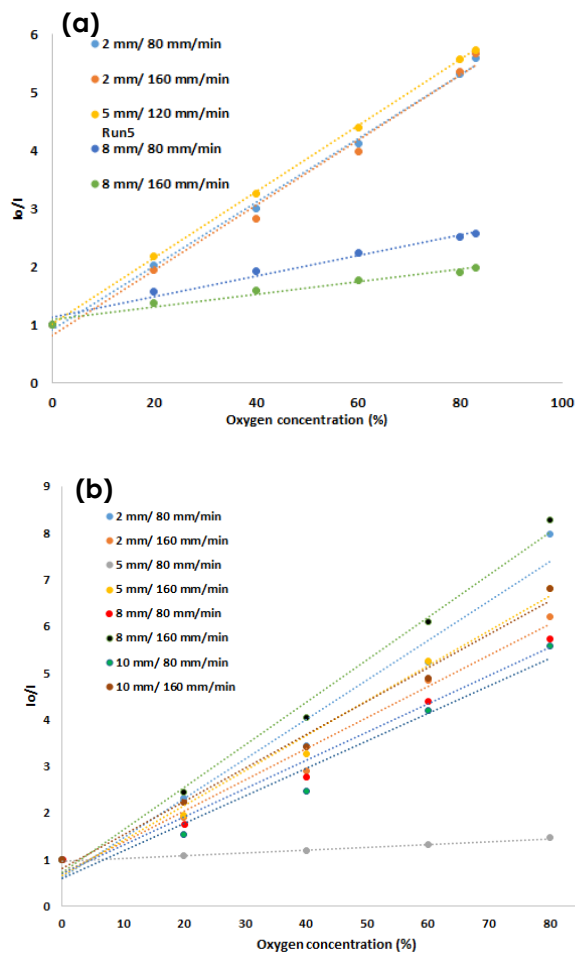 (a)
6
5
4
3
2
1
0
Io/I
2 mm/ 80 mm/min
2 mm/ 160 mm/min
5 mm/ 120 mm/min
Run5
8 mm/ 80 mm/min
8 mm/ 160 mm/min
0 20 40 60 80 100
Oxygen concentration (%)
(b)
9
8
7
6
5
4
3
2
1
0
Io/I
2 mm/ 80 mm/min
2 mm/ 160 mm/min
5 mm/ 80 mm/min
5 mm/ 160 mm/min
8 mm/ 80 mm/min
8 mm/ 160 mm/min
10 mm/ 80 mm/min
10 mm/ 160 mm/min
0 10 20 30 40 50 60 70 80
Oxygen concentration (%)